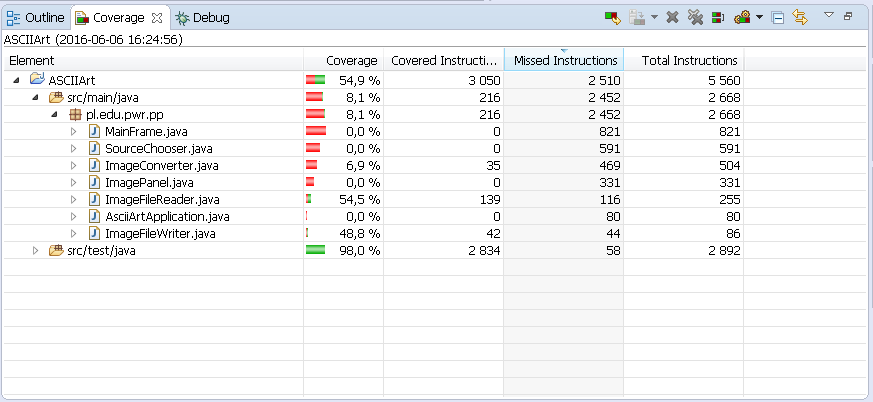 Outline Coverage Debug
ASCIIArt (2016-06-06 16:24:56)
Element Coverage Covered Instructi... Missed Instructions Total Instructions
ASCIIArt 54,9 % 3 050 2 510 5 560
src/main/java 8,1 % 216 2 452 2 668
pl.edu.pwr.pp 8,1 % 216 2 452 2 668
MainFrame.java 0,0 % 0 821 821
SourceChooser.java 0,0 % 0 591 591
ImageConverter.java 6,9 % 35 469 504
ImagePanel.java 0,0 % 0 331 331
ImageFileReader.java 54,5 % 139 116 255
AsciiArtApplication.java 0,0 % 0 80 80
ImageFileWriter.java 48,8 % 42 44 86
src/test/java 98,0 % 2 834 58 2 892